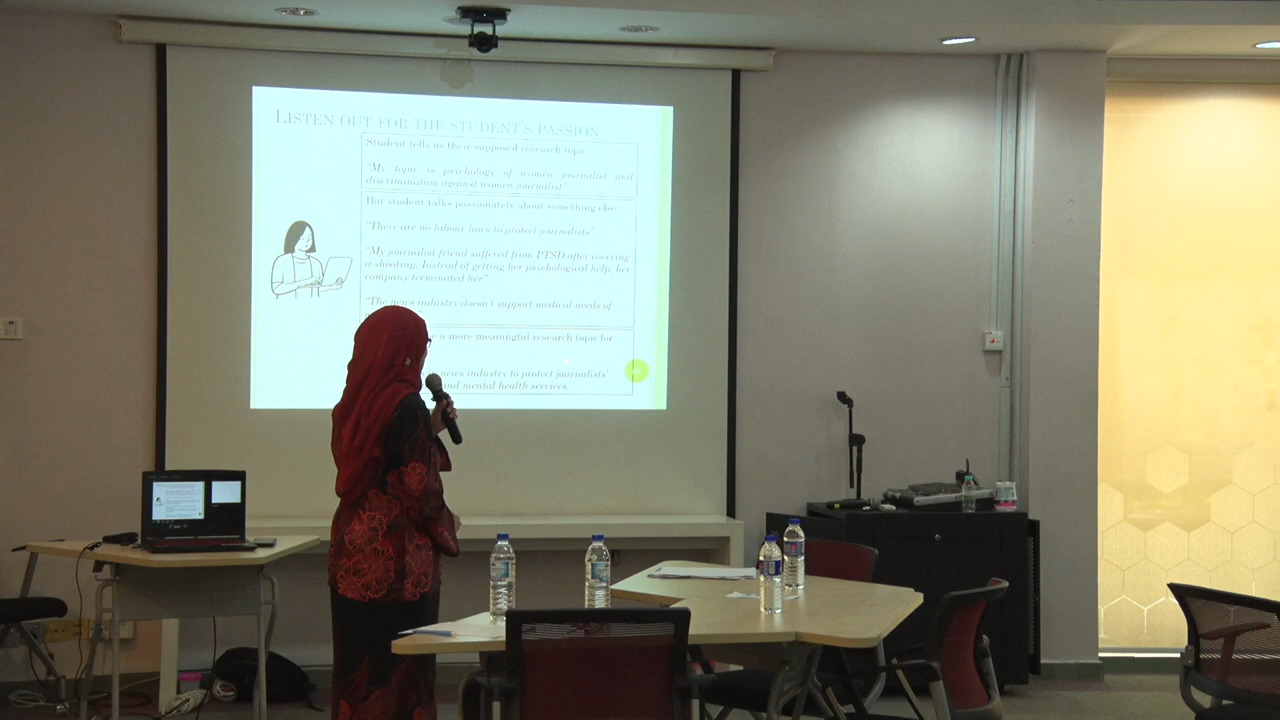 LISTEN OUT FOR THE STUDENT'S PASSION
Student tells us their supposed research topic
"My topic is psychology of women journalist and
discrimination against women journalist"
But student talks passionately about something else.
"There are no labour laws to protect journalists"
"My journalist friend suffered from PTSD after covering
a shooting. Instead of getting her psychological help, her
company terminated her"
"The news industry doesn't support medical needs of
a more meaningful research topic for
news industry to protect journalists'
and mental health services.